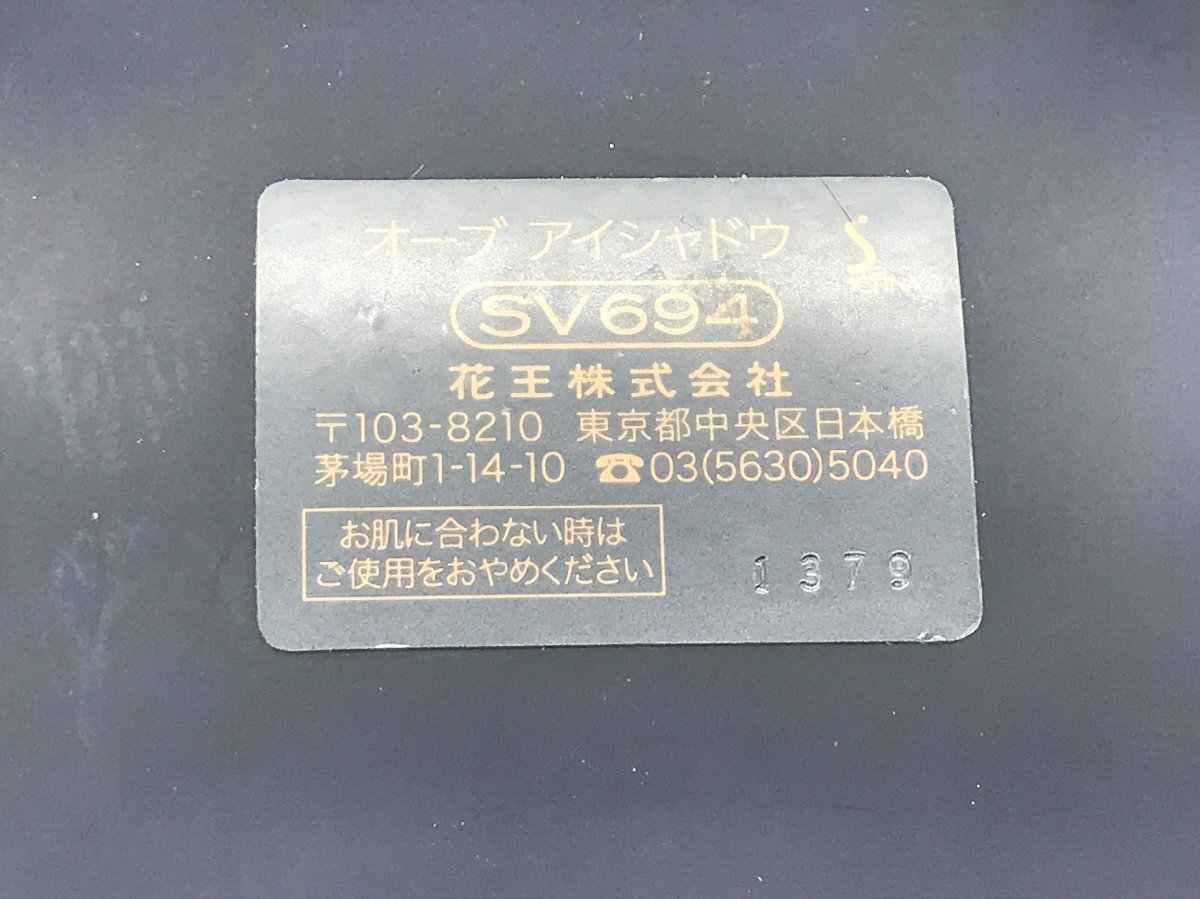 オーブ アイシャドウ
SOFINA
SV694
花王株式会社
〒103-8210 東京都中央区日本橋
茅場町1-14-10 ☎03(5630)5040
お肌に合わない時は
ご使用をおやめください
1379